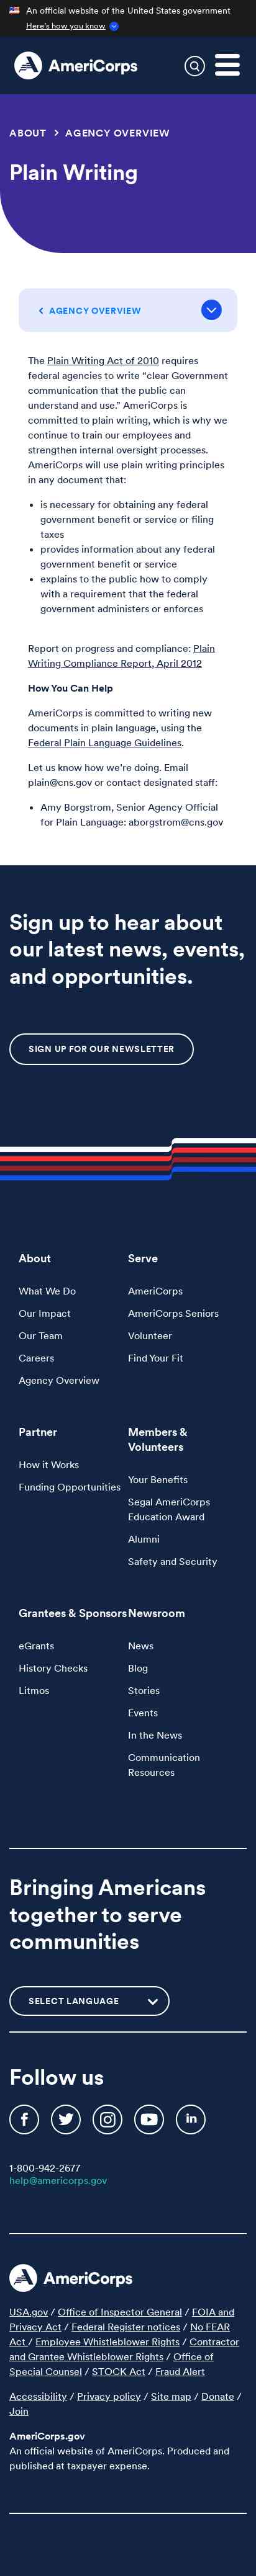 An official website of the United States government
Here's how you know
AmeriCorps
ABOUT > AGENCY OVERVIEW
Plain Writing
AGENCY OVERVIEW
The Plain Writing Act of 2010 requires
federal agencies to write “clear Government
communication that the public can
understand and use.” AmeriCorps is
committed to plain writing, which is why we
continue to train our employees and
strengthen internal oversight processes.
AmeriCorps will use plain writing principles
in any document that:
• is necessary for obtaining any federal
government benefit or service or filing
taxes
• provides information about any federal
government benefit or service
• explains to the public how to comply
with a requirement that the federal
government administers or enforces
Report on progress and compliance: Plain
Writing Compliance Report, April 2012
How You Can Help
AmeriCorps is committed to writing new
documents in plain language, using the
Federal Plain Language Guidelines.
Let us know how we're doing. Email
plain@cns.gov or contact designated staff:
• Amy Borgstrom, Senior Agency Official
for Plain Language: aborgstrom@cns.gov
Sign up to hear about
our latest news, events,
and opportunities.
SIGN UP FOR OUR NEWSLETTER
About
What We Do
Our Impact
Our Team
Careers
Agency Overview
Serve
AmeriCorps
AmeriCorps Seniors
Volunteer
Find Your Fit
Partner
How it Works
Funding Opportunities
Members &
Volunteers
Your Benefits
Segal AmeriCorps
Education Award
Alumni
Safety and Security
Grantees & Sponsors
eGrants
History Checks
Litmos
Newsroom
News
Blog
Stories
Events
In the News
Communication
Resources
Bringing Americans
together to serve
communities
SELECT LANGUAGE
Follow us
1-800-942-2677
help@americorps.gov
AmeriCorps
USA.gov / Office of Inspector General / FOIA and
Privacy Act / Federal Register notices / No FEAR
Act / Employee Whistleblower Rights / Contractor
and Grantee Whistleblower Rights / Office of
Special Counsel / STOCK Act / Fraud Alert
Accessibility / Privacy policy / Site map / Donate /
Join
AmeriCorps.gov
An official website of AmeriCorps. Produced and
published at taxpayer expense.